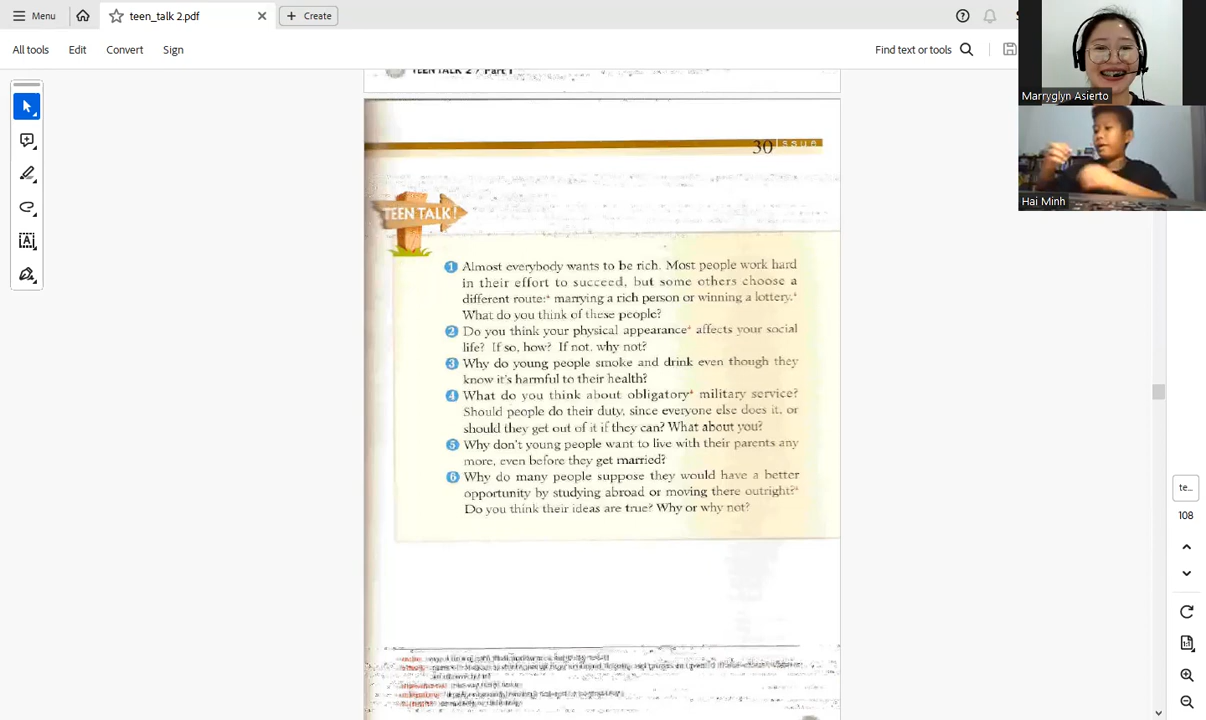 Menu
teen_talk 2.pdf
Create
All tools
Edit
Convert
Sign
Find text or tools
Marryglyn Asierto
Hai Minh
TEEN TALK 2 / Part 1
30 Issue
TEEN TALK!
1 Almost everybody wants to be rich. Most people work hard
in their effort to succeed, but some others choose a
different route:* marrying a rich person or winning a lottery.*
What do you think of these people?
2 Do you think your physical appearance* affects your social
life? If so, how? If not, why not?
3 Why do young people smoke and drink even though they
know it's harmful to their health?
4 What do you think about obligatory* military service?
Should people do their duty, since everyone else does it, or
should they get out of it if they can? What about you?
5 Why don't young people want to live with their parents any
more, even before they get married?
6 Why do many people suppose they would have a better
opportunity by studying abroad or moving there outright?*
Do you think their ideas are true? Why or why not?
te...
108